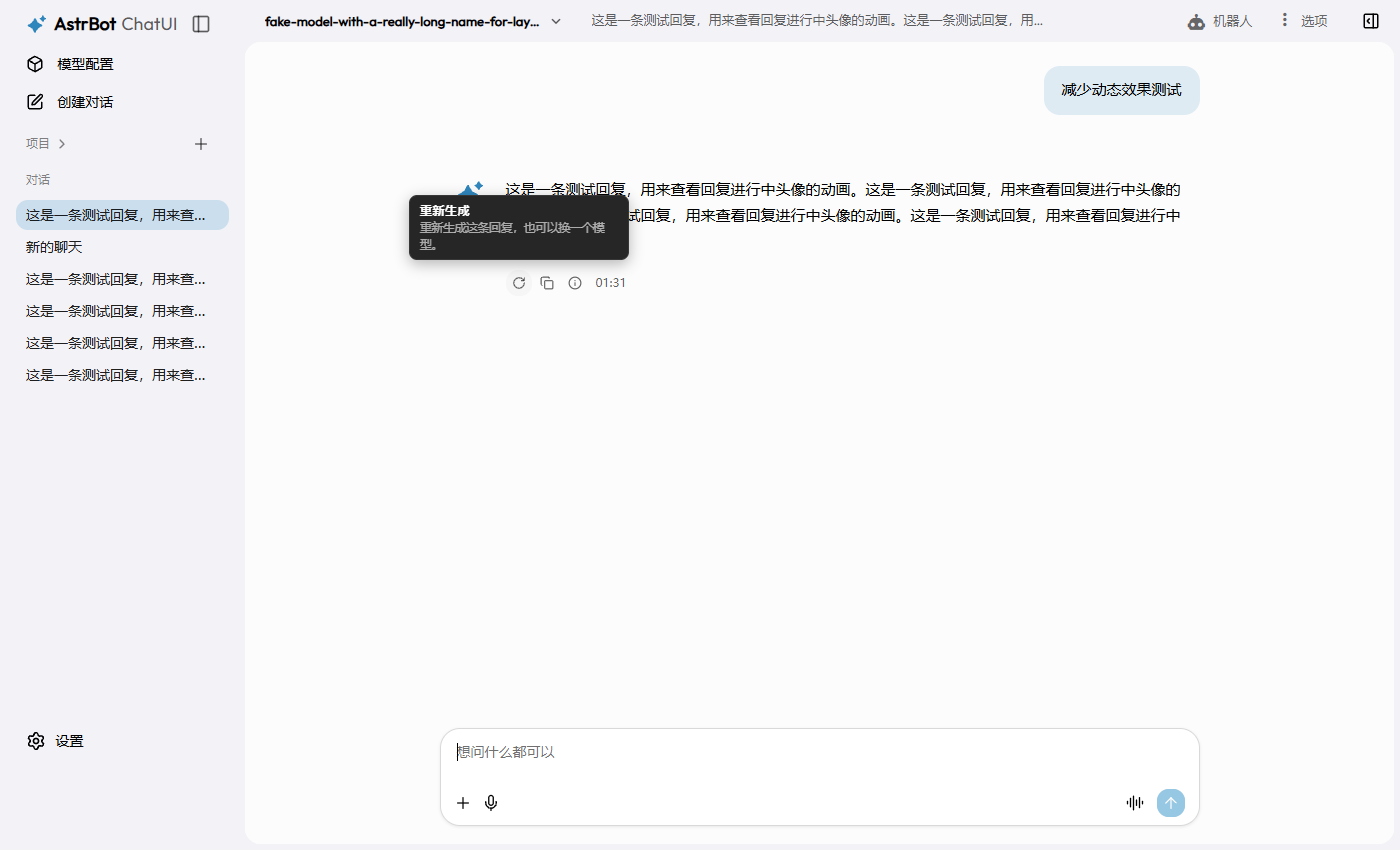 AstrBot ChatUI
模型配置
创建对话
项目
对话
这是一条测试回复，用来查...
新的聊天
这是一条测试回复，用来查...
这是一条测试回复，用来查...
这是一条测试回复，用来查...
这是一条测试回复，用来查...
设置
fake-model-with-a-really-long-name-for-lay...
这是一条测试回复，用来查看回复进行中头像的动画。这是一条测试回复，用...
机器人
选项
减少动态效果测试
这是一条测试回复，用来查看回复进行中头像的动画。这是一条测试回复，用来查看回复进行中头像的
试回复，用来查看回复进行中头像的动画。这是一条测试回复，用来查看回复进行中
重新生成
重新生成这条回复，也可以换一个模
型。
01:31
想问什么都可以